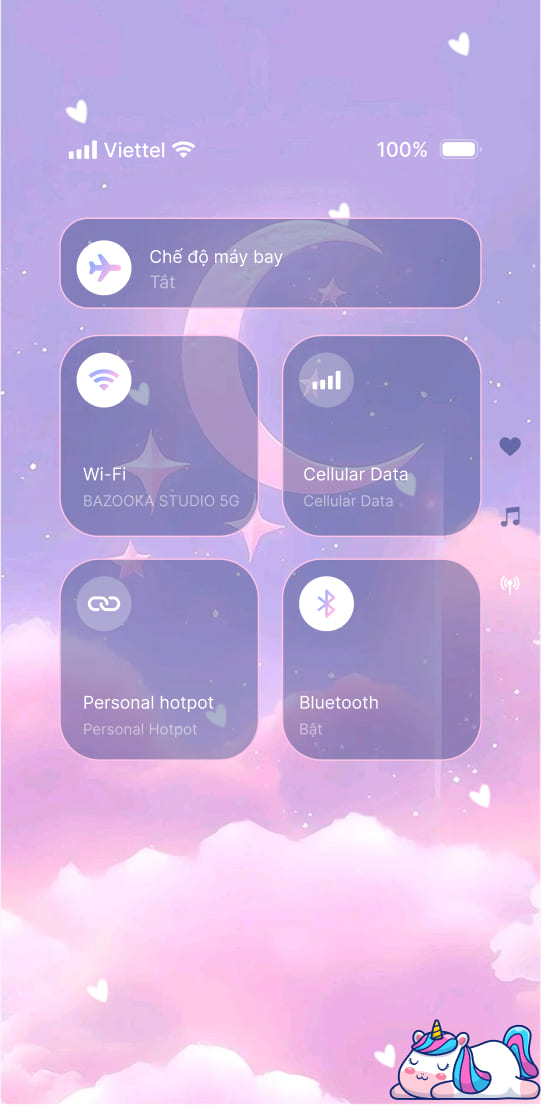 Viettel 100%
Chế độ máy bay
Tắt
Wi-Fi
BAZOOKA STUDIO 5G
Cellular Data
Cellular Data
Personal hotpot
Personal Hotpot
Bluetooth
Bật